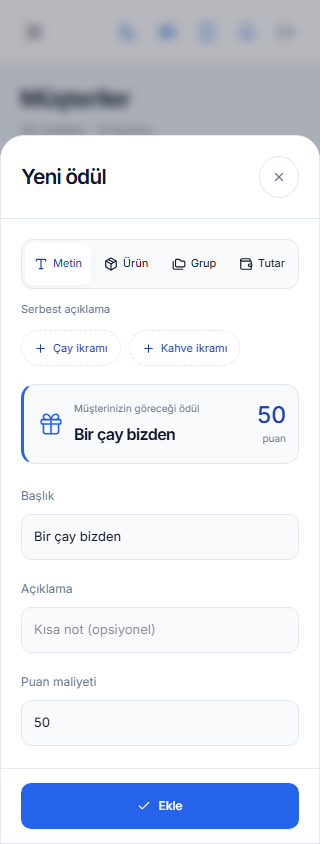 Müşteriler
Yeni ödül
Metin
Ürün
Grup
Tutar
Serbest açıklama
Çay ikramı
Kahve ikramı
Müşterinizin göreceği ödül
Bir çay bizden
50
puan
Başlık
Bir çay bizden
Açıklama
Kısa not (opsiyonel)
Puan maliyeti
50
Ekle